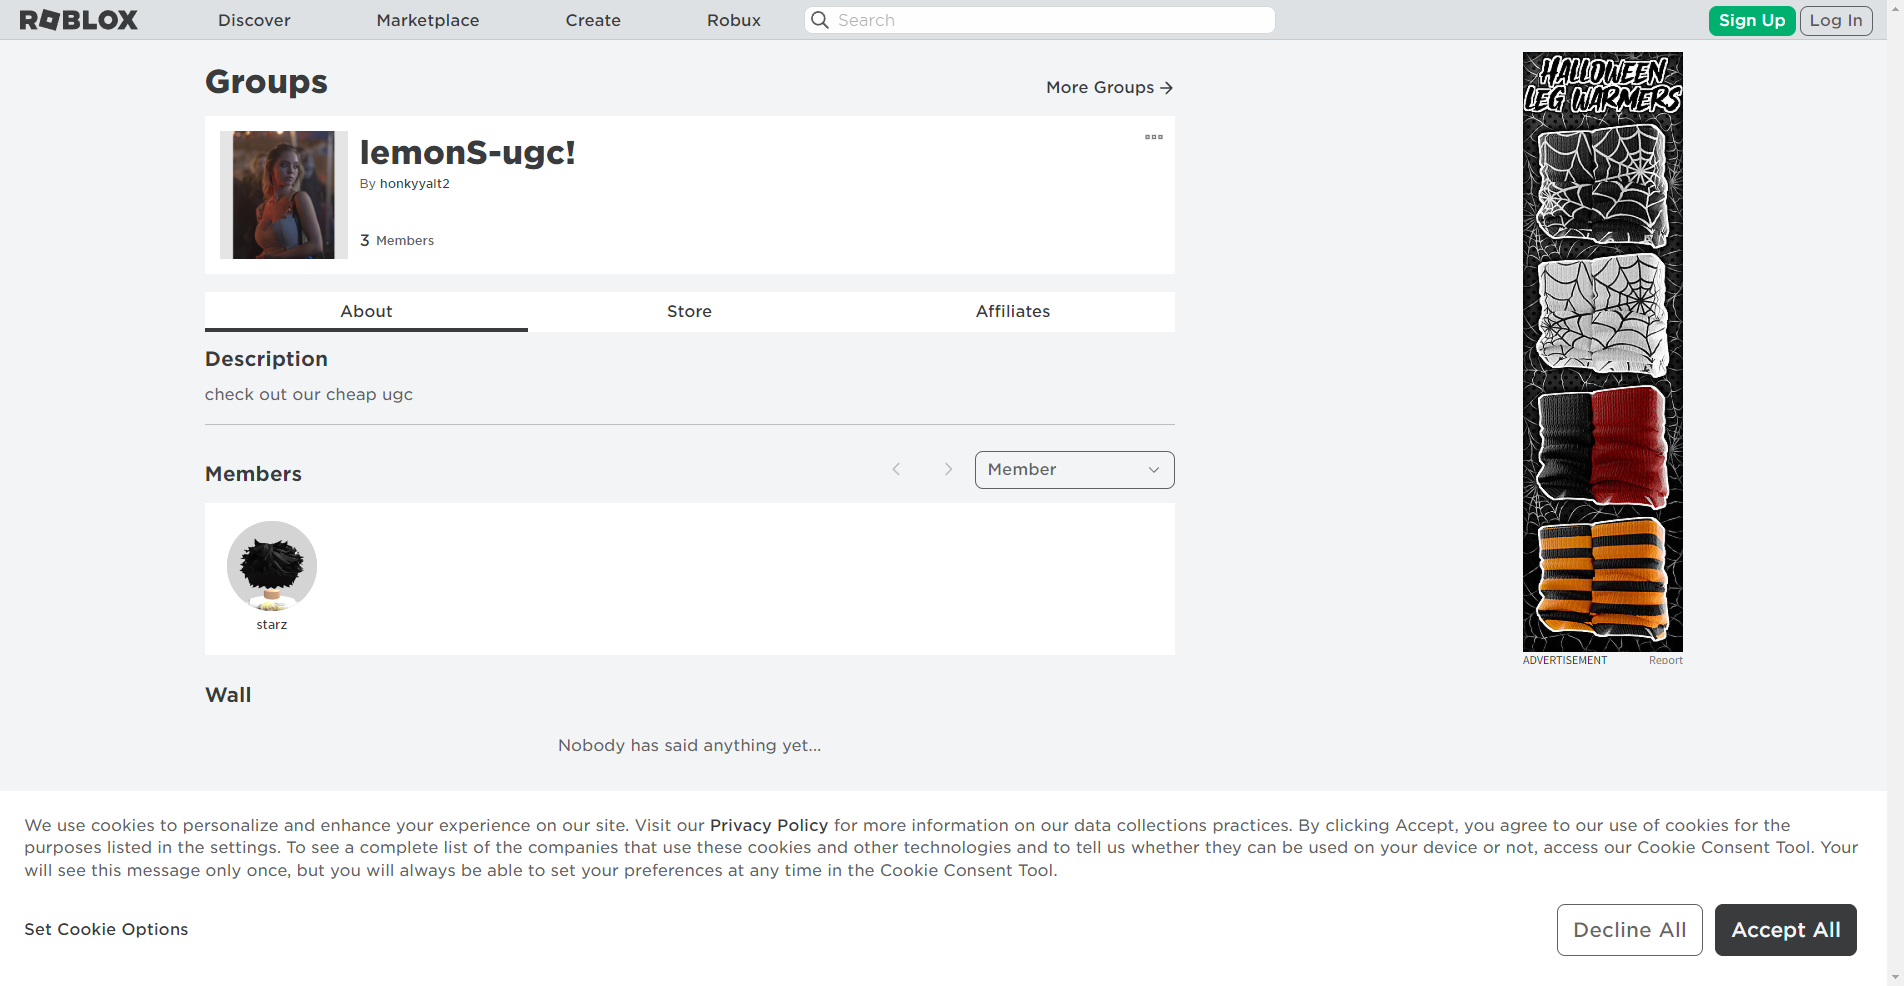 ROBLOX
Discover
Marketplace
Create
Robux
Search
Sign Up
Log In
Groups
More Groups →
lemonS-ugc!
By honkyyalt2
3 Members
About
Store
Affiliates
Description
check out our cheap ugc
Members
Member
starz
Wall
Nobody has said anything yet...
HALLOWEEN
LEG WARMERS
ADVERTISEMENT
Report
We use cookies to personalize and enhance your experience on our site. Visit our Privacy Policy for more information on our data collections practices. By clicking Accept, you agree to our use of cookies for the
purposes listed in the settings. To see a complete list of the companies that use these cookies and other technologies and to tell us whether they can be used on your device or not, access our Cookie Consent Tool. Your
will see this message only once, but you will always be able to set your preferences at any time in the Cookie Consent Tool.
Set Cookie Options
Decline All
Accept All